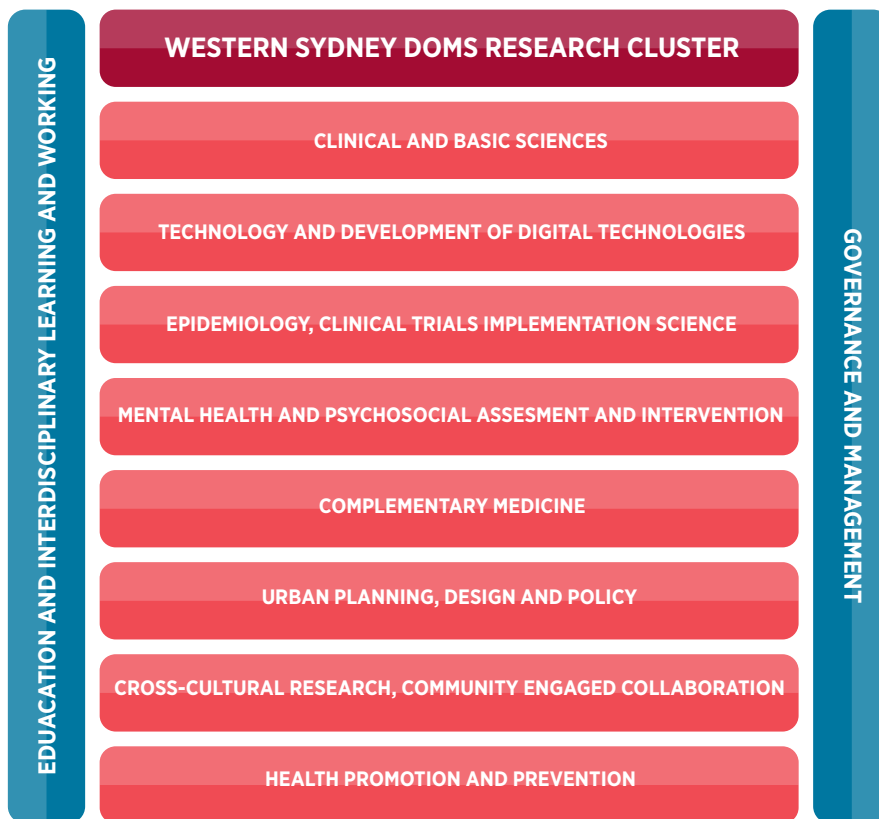 WESTERN SYDNEY DOMS RESEARCH CLUSTER
EDUACATION AND INTERDISCIPLINARY LEARNING AND WORKING
CLINICAL AND BASIC SCIENCES
TECHNOLOGY AND DEVELOPMENT OF DIGITAL TECHNOLOGIES
EPIDEMIOLOGY, CLINICAL TRIALS IMPLEMENTATION SCIENCE
MENTAL HEALTH AND PSYCHOSOCIAL ASSESMENT AND INTERVENTION
COMPLEMENTARY MEDICINE
URBAN PLANNING, DESIGN AND POLICY
CROSS-CULTURAL RESEARCH, COMMUNITY ENGAGED COLLABORATION
HEALTH PROMOTION AND PREVENTION
GOVERNANCE AND MANAGEMENT